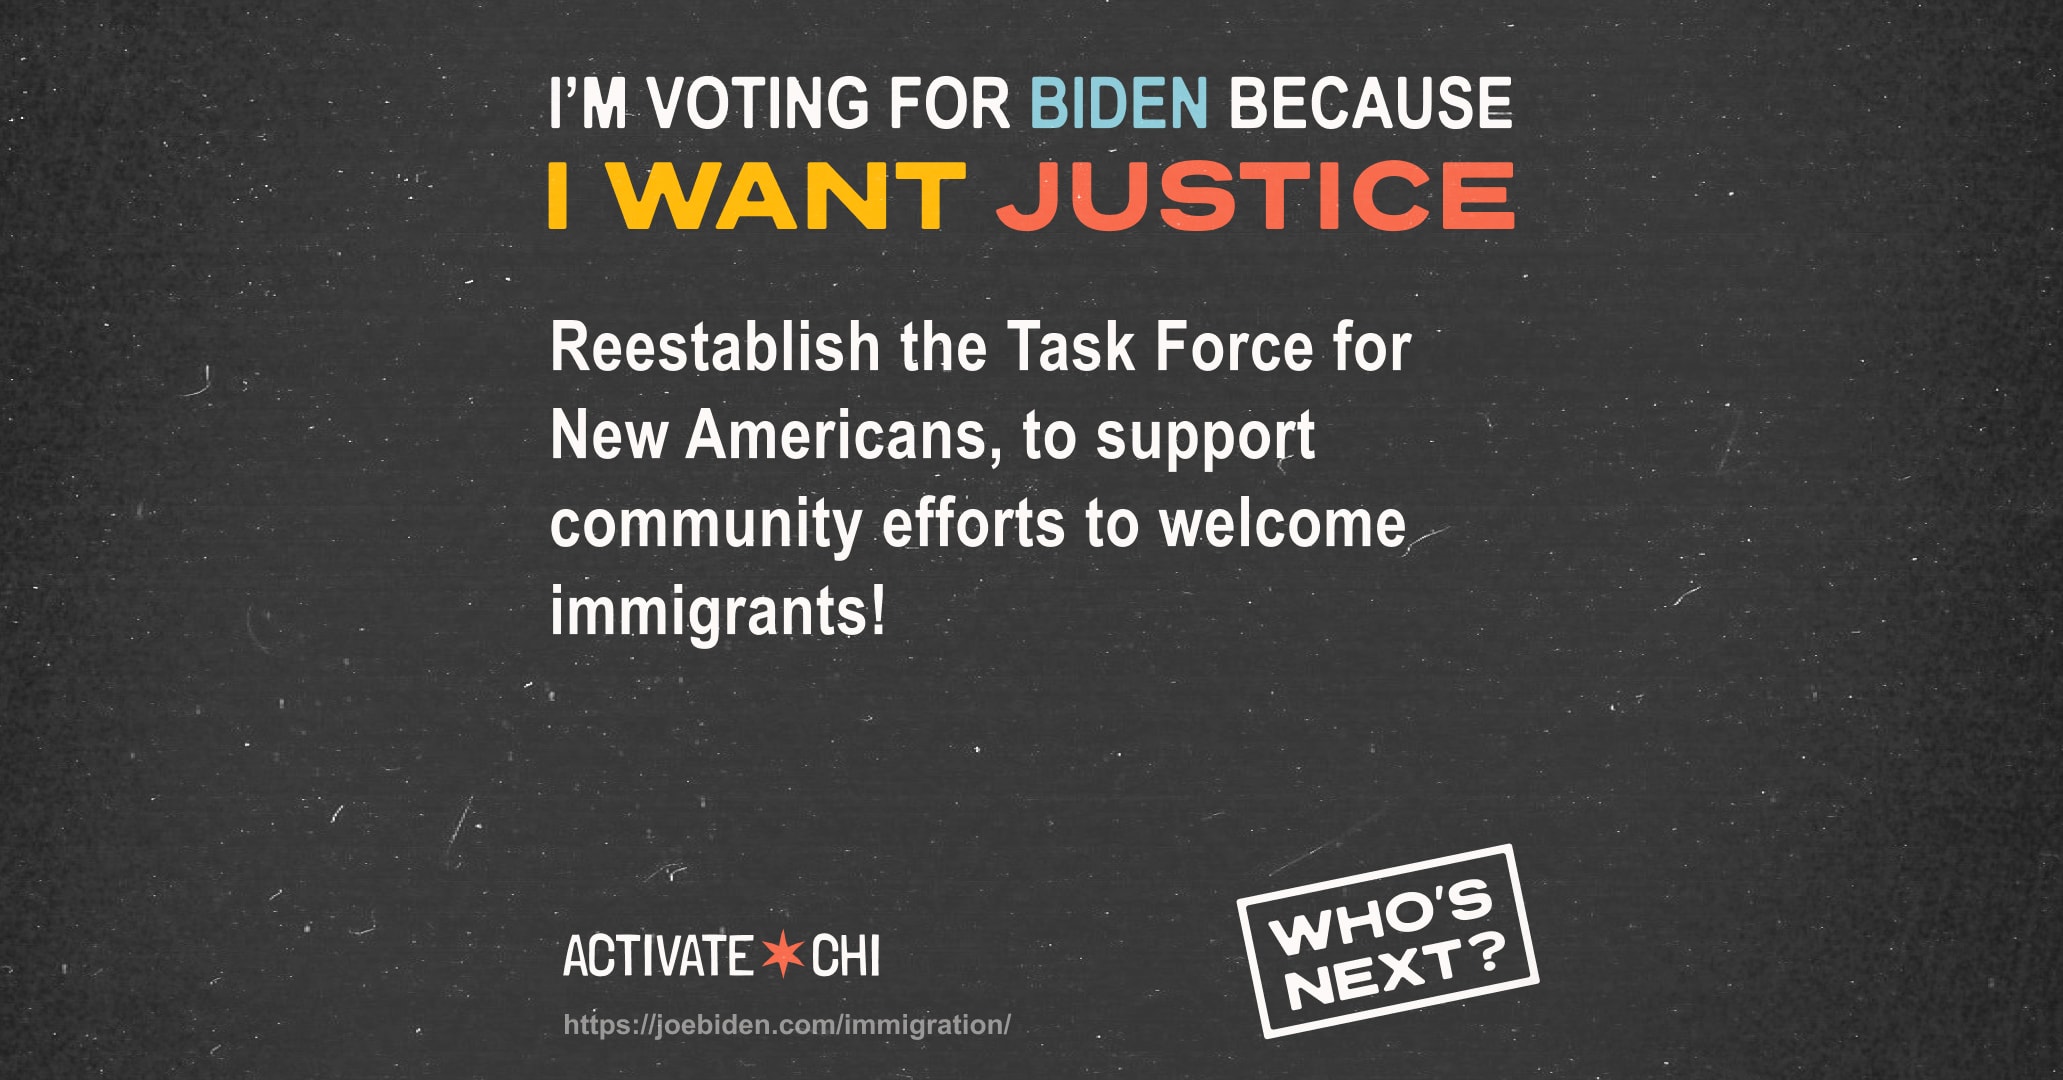 I'M VOTING FOR BIDEN BECAUSE
I WANT JUSTICE
Reestablish the Task Force for
New Americans, to support
community efforts to welcome
immigrants!
ACTIVATE CHI
https://joebiden.com/immigration/
WHO'S
NEXT?